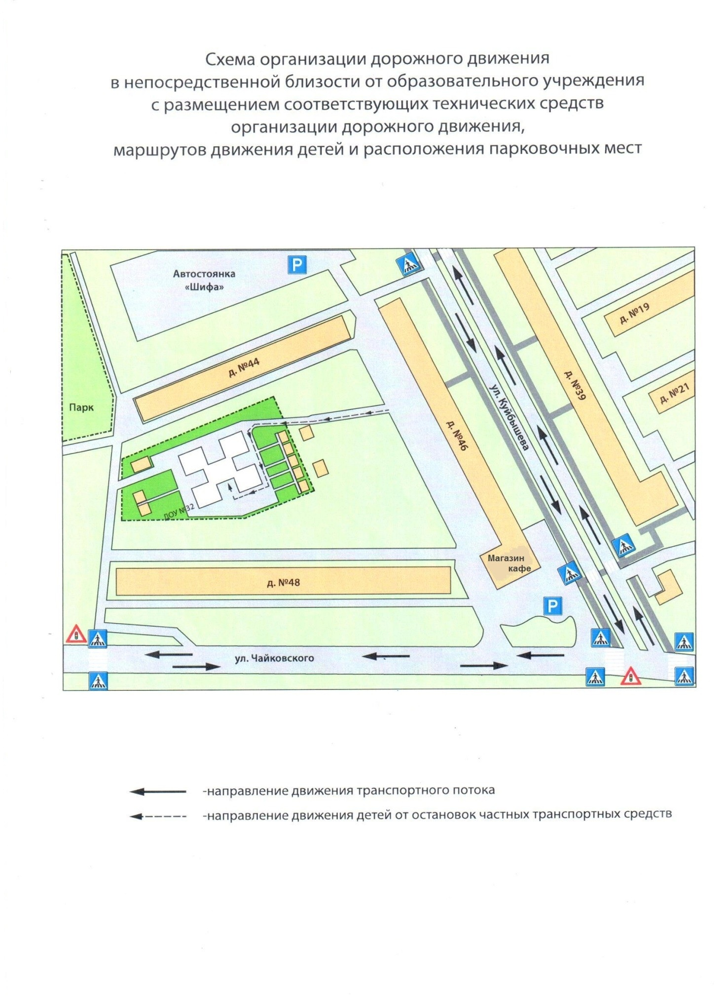 Схема организации дорожного движения
в непосредственной близости от образовательного учреждения
с размещением соответствующих технических средств
организации дорожного движения,
маршрутов движения детей и расположения парковочных мест
Автостоянка
«Шифа»
P
д. №19
д. №44
д. №39
д. №21
ул. Куйбышева
Парк
д. №46
ДОУ №32
Магазин
кафе
д. №48
P
ул. Чайковского
-направление движения транспортного потока
-направление движения детей от остановок частных транспортных средств